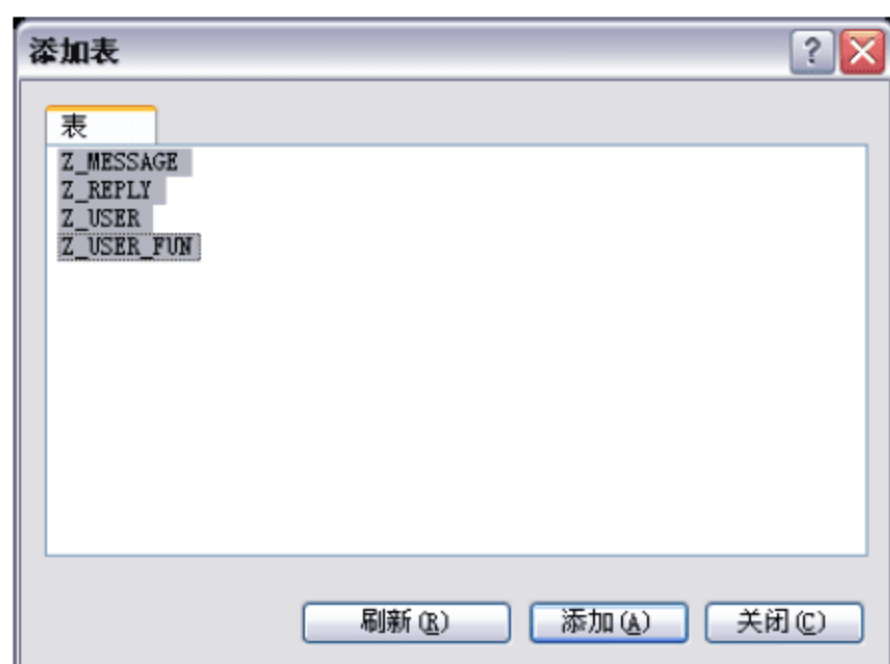 添加表
?
表
Z_MESSAGE
Z_REPLY
Z_USER
Z_USER_FUN
刷新(R) 添加(A) 关闭(C)